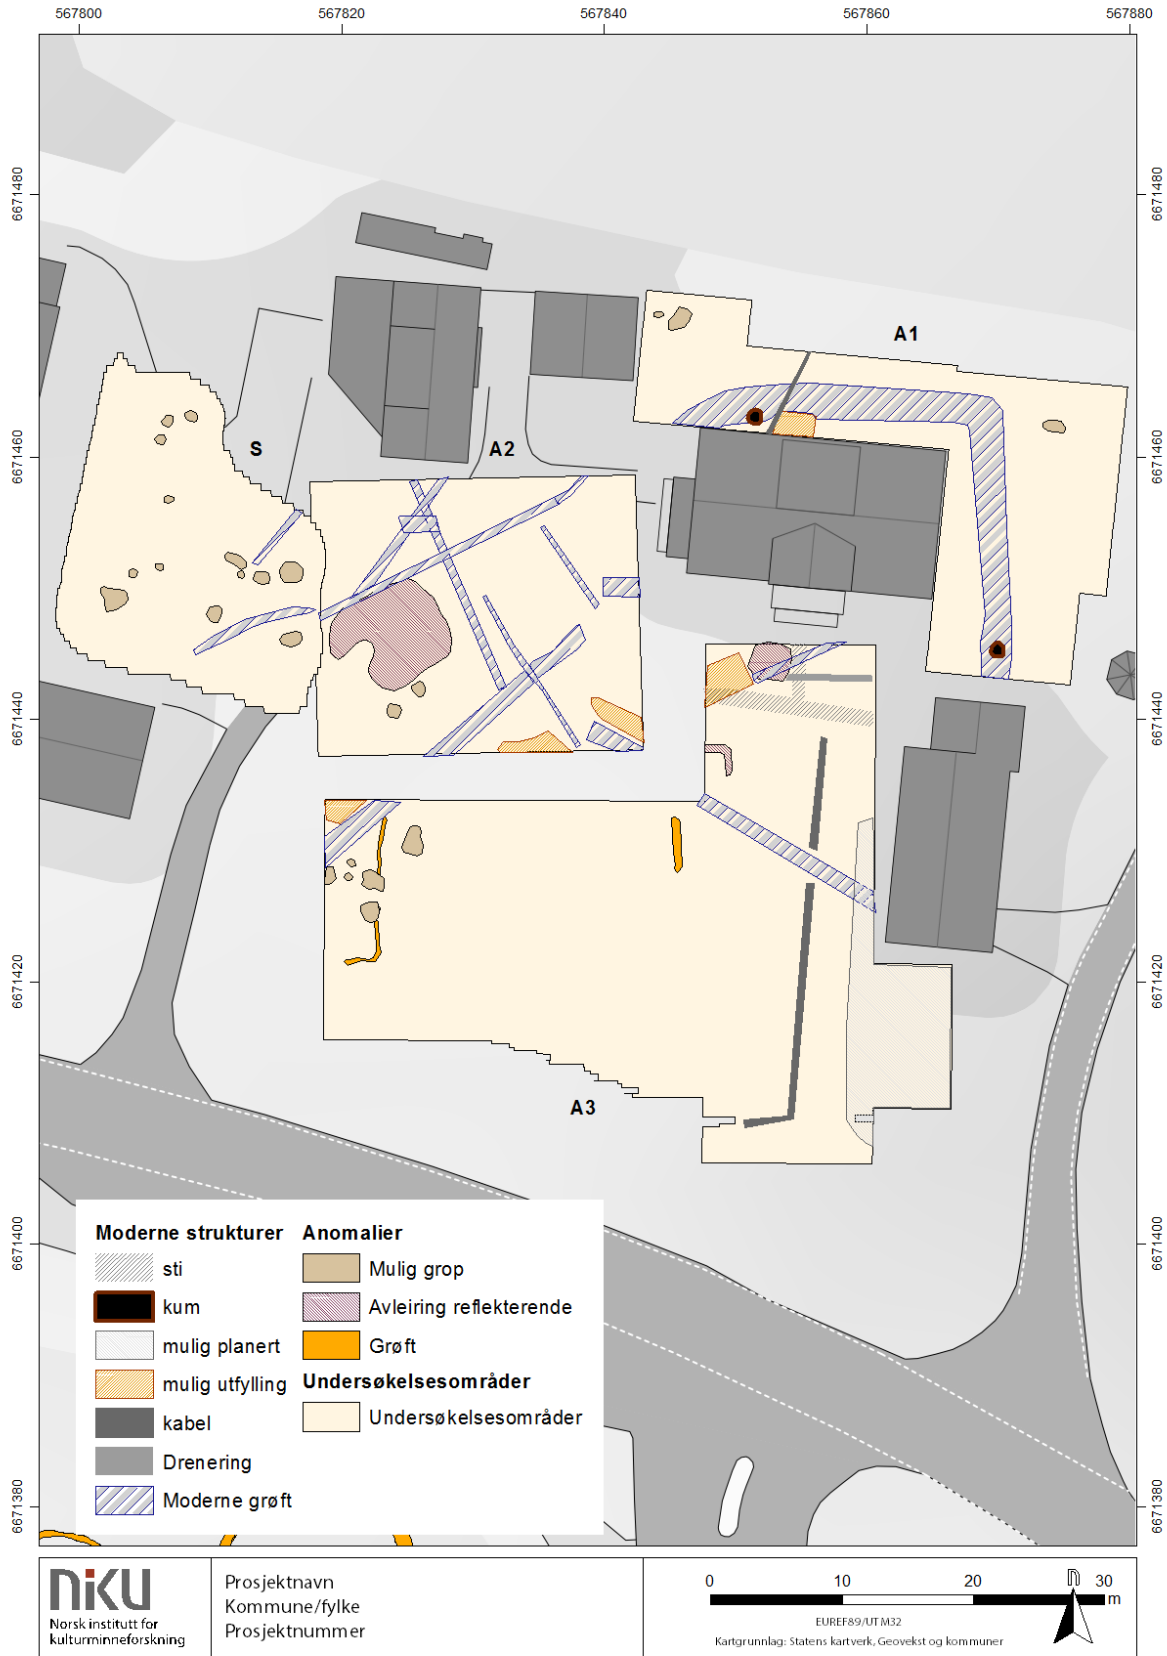 567800 567820 567840 567860 567880
6671480 6671480
A1
6671460 6671460
S A2
6671440 6671440
6671420 6671420
A3
6671400 6671400
Moderne strukturer Anomalier
sti Mulig grop
kum Avleiring reflekterende
mulig planert Grøft
mulig utfylling Undersøkelsesområder
kabel Undersøkelsesområder
Drenering
Moderne grøft
6671380 6671380
niku
Norsk institutt for
kulturminneforskning
Prosjektnavn
Kommune/fylke
Prosjektnummer
0 10 20 30
m
n
EUREF89/UTM32
Kartgrunnlag: Statens kartverk, Geovekst og kommuner